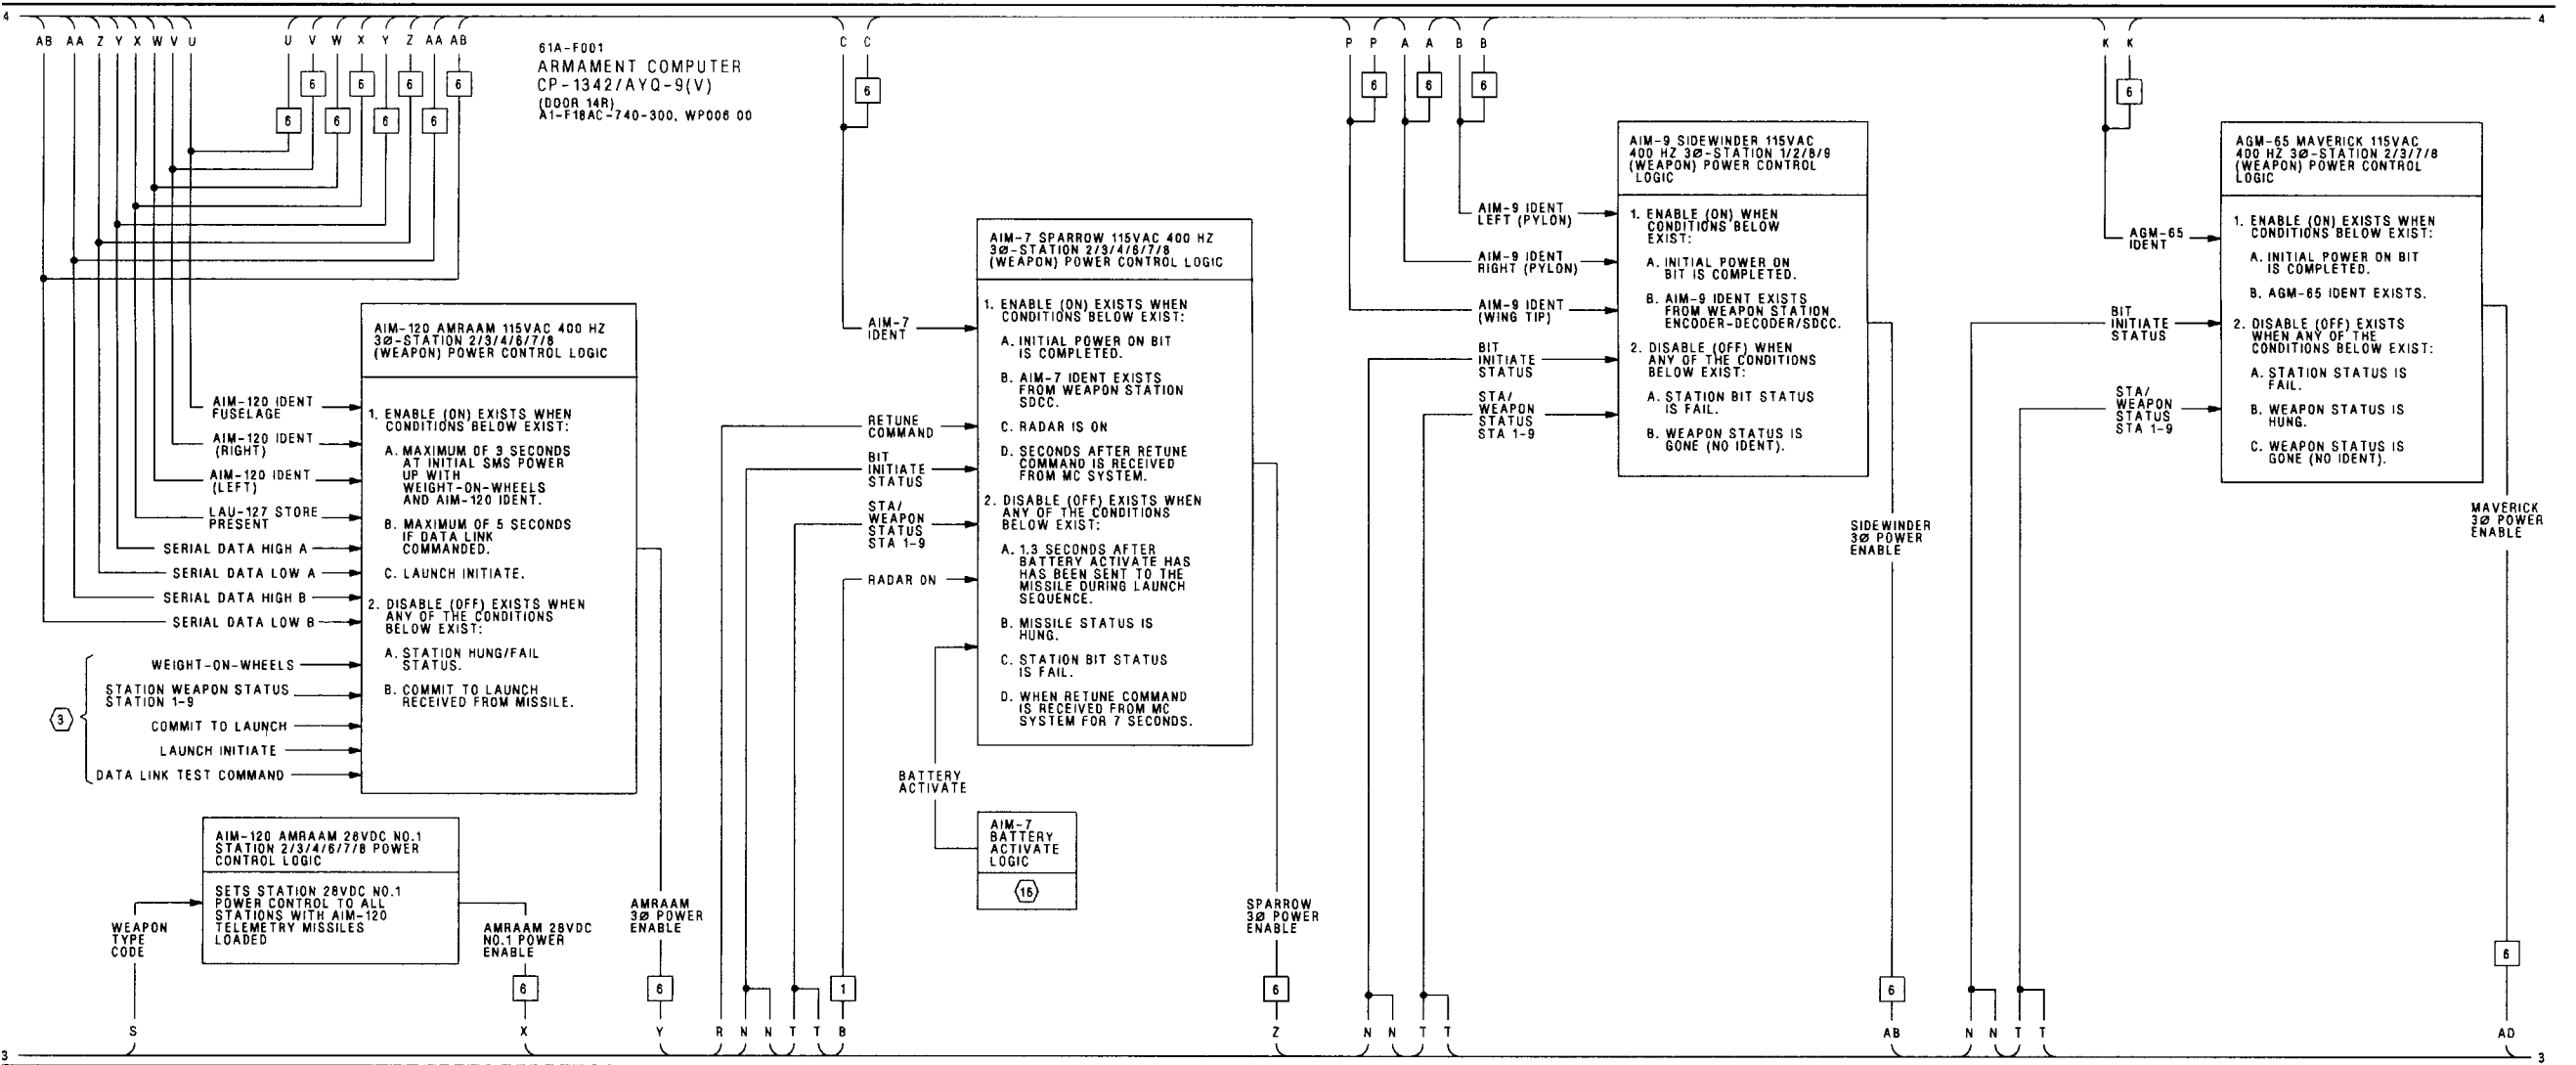 4
4
AB AA Z Y X W V U
U V W X Y Z AA AB
6 6 6 6
6 6 6 6
61A-F001
ARMAMENT COMPUTER
CP-1342/AYQ-9(V)
(DOOR 14R)
A1-F18AC-740-300, WP006 00
C C
6
P P A A B B
6 6 6
K K
6
AIM-120 AMRAAM 115VAC 400 HZ
3Ø-STATION 2/3/4/6/7/8
(WEAPON) POWER CONTROL LOGIC
1. ENABLE (ON) EXISTS WHEN
CONDITIONS BELOW EXIST:
A. MAXIMUM OF 3 SECONDS
AT INITIAL SMS POWER
UP WITH
WEIGHT-ON-WHEELS
AND AIM-120 IDENT.
B. MAXIMUM OF 5 SECONDS
IF DATA LINK
COMMANDED.
C. LAUNCH INITIATE.
2. DISABLE (OFF) EXISTS WHEN
ANY OF THE CONDITIONS
BELOW EXIST:
A. STATION HUNG/FAIL
STATUS.
B. COMMIT TO LAUNCH
RECEIVED FROM MISSILE.
AIM-120 IDENT
FUSELAGE
AIM-120 IDENT
(RIGHT)
AIM-120 IDENT
(LEFT)
LAU-127 STORE
PRESENT
SERIAL DATA HIGH A
SERIAL DATA LOW A
SERIAL DATA HIGH B
SERIAL DATA LOW B
3
WEIGHT-ON-WHEELS
STATION WEAPON STATUS
STATION 1-9
COMMIT TO LAUNCH
LAUNCH INITIATE
DATA LINK TEST COMMAND
AIM-120 AMRAAM 28VDC NO.1
STATION 2/3/4/6/7/8 POWER
CONTROL LOGIC
SETS STATION 28VDC NO.1
POWER CONTROL TO ALL
STATIONS WITH AIM-120
TELEMETRY MISSILES
LOADED
WEAPON
TYPE
CODE
AMRAAM 28VDC
NO.1 POWER
ENABLE
AMRAAM
3Ø POWER
ENABLE
AIM-7 SPARROW 115VAC 400 HZ
3Ø-STATION 2/3/4/6/7/8
(WEAPON) POWER CONTROL LOGIC
1. ENABLE (ON) EXISTS WHEN
CONDITIONS BELOW EXIST:
A. INITIAL POWER ON BIT
IS COMPLETED.
B. AIM-7 IDENT EXISTS
FROM WEAPON STATION
SDCC.
C. RADAR IS ON
D. SECONDS AFTER RETUNE
COMMAND IS RECEIVED
FROM MC SYSTEM.
2. DISABLE (OFF) EXISTS WHEN
ANY OF THE CONDITIONS
BELOW EXIST:
A. 1.3 SECONDS AFTER
BATTERY ACTIVATE HAS
HAS BEEN SENT TO THE
MISSILE DURING LAUNCH
SEQUENCE.
B. MISSILE STATUS IS
HUNG.
C. STATION BIT STATUS
IS FAIL.
D. WHEN RETUNE COMMAND
IS RECEIVED FROM MC
SYSTEM FOR 7 SECONDS.
AIM-7
IDENT
RETUNE
COMMAND
BIT
INITIATE
STATUS
STA/
WEAPON
STATUS
STA 1-9
RADAR ON
BATTERY
ACTIVATE
AIM-7
BATTERY
ACTIVATE
LOGIC
16
SPARROW
3Ø POWER
ENABLE
AIM-9 SIDEWINDER 115VAC
400 HZ 3Ø-STATION 1/2/8/9
(WEAPON) POWER CONTROL
LOGIC
1. ENABLE (ON) WHEN
CONDITIONS BELOW
EXIST:
A. INITIAL POWER ON
BIT IS COMPLETED.
B. AIM-9 IDENT EXISTS
FROM WEAPON STATION
ENCODER-DECODER/SDCC.
2. DISABLE (OFF) WHEN
ANY OF THE CONDITIONS
BELOW EXIST:
A. STATION BIT STATUS
IS FAIL.
B. WEAPON STATUS IS
GONE (NO IDENT).
AIM-9 IDENT
LEFT (PYLON)
AIM-9 IDENT
RIGHT (PYLON)
AIM-9 IDENT
(WING TIP)
BIT
INITIATE
STATUS
STA/
WEAPON
STATUS
STA 1-9
SIDEWINDER
3Ø POWER
ENABLE
AGM-65 MAVERICK 115VAC
400 HZ 3Ø-STATION 2/3/7/8
(WEAPON) POWER CONTROL
LOGIC
1. ENABLE (ON) EXISTS WHEN
CONDITIONS BELOW EXIST:
A. INITIAL POWER ON BIT
IS COMPLETED.
B. AGM-65 IDENT EXISTS.
2. DISABLE (OFF) EXISTS
WHEN ANY OF THE
CONDITIONS BELOW EXIST:
A. STATION STATUS IS
FAIL.
B. WEAPON STATUS IS
HUNG.
C. WEAPON STATUS IS
GONE (NO IDENT).
AGM-65
IDENT
BIT
INITIATE
STATUS
STA/
WEAPON
STATUS
STA 1-9
MAVERICK
3Ø POWER
ENABLE
6 6 1 6 6 6
S X Y R N N T T B Z N N T T AB N N T T AD
3
3